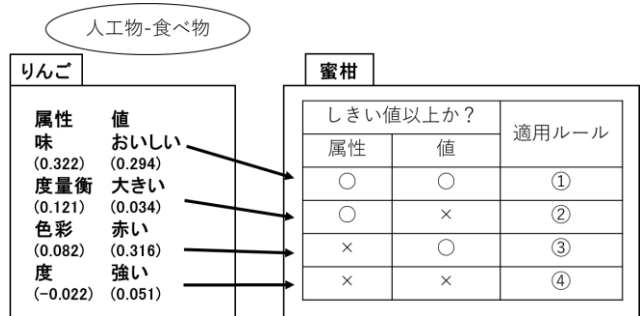 人工物-食べ物
りんご
属性 値
味 おいしい
(0.322) (0.294)
度量衡 大きい
(0.121) (0.034)
色彩 赤い
(0.082) (0.316)
度 強い
(-0.022) (0.051)
蜜柑
しきい値以上か？ 適用ルール
属性 値
○ ○ ①
○ × ②
× ○ ③
× × ④